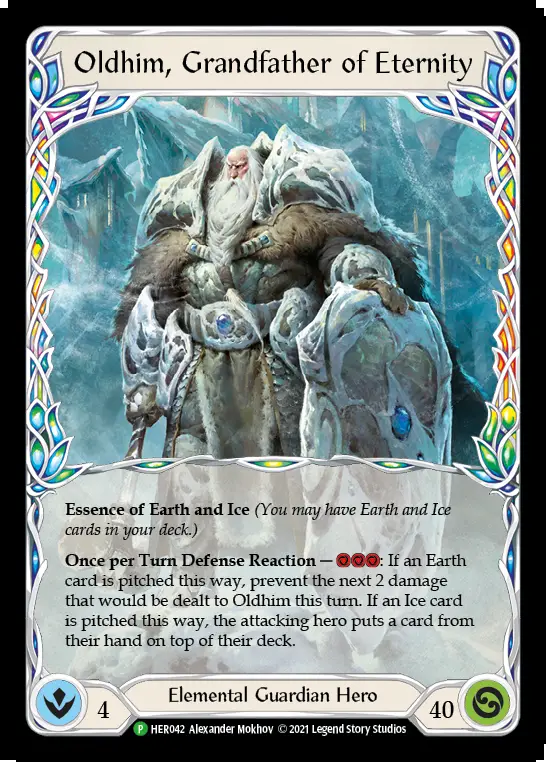 Oldhim, Grandfather of Eternity
Essence of Earth and Ice (You may have Earth and Ice
cards in your deck.)
Once per Turn Defense Reaction — : If an Earth
card is pitched this way, prevent the next 2 damage
that would be dealt to Oldhim this turn. If an Ice card
is pitched this way, the attacking hero puts a card from
their hand on top of their deck.
4
Elemental Guardian Hero
40
P HER042 Alexander Mokhov © 2021 Legend Story Studios